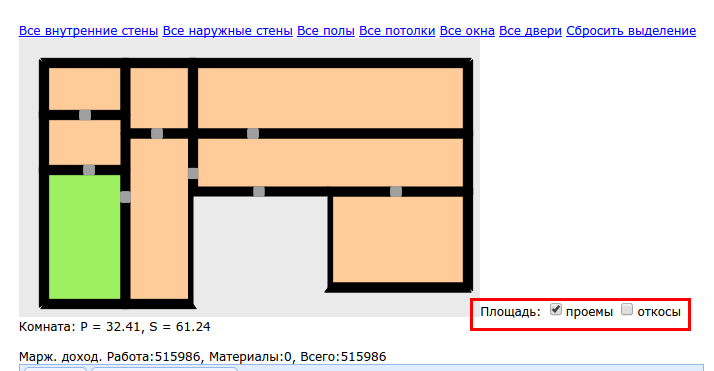 Все внутренние стены Все наружные стены Все полы Все потолки Все окна Все двери Сбросить выделение
Площадь: проемы откосы
Комната: P = 32.41, S = 61.24
Марж. доход. Работа:515986, Материалы:0, Всего:515986